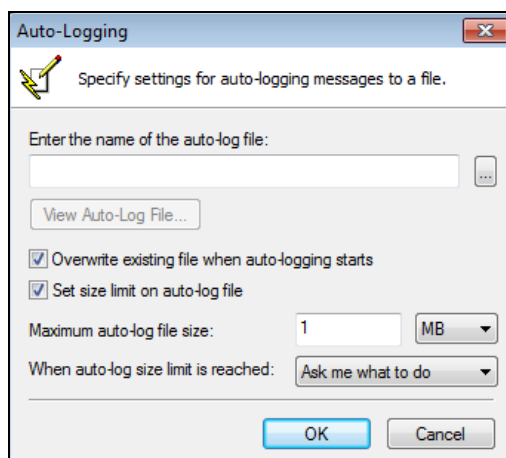 Auto-Logging
Specify settings for auto-logging messages to a file.
Enter the name of the auto-log file:
...
View Auto-Log File...
Overwrite existing file when auto-logging starts
Set size limit on auto-log file
Maximum auto-log file size: 1 MB
When auto-log size limit is reached: Ask me what to do
OK Cancel